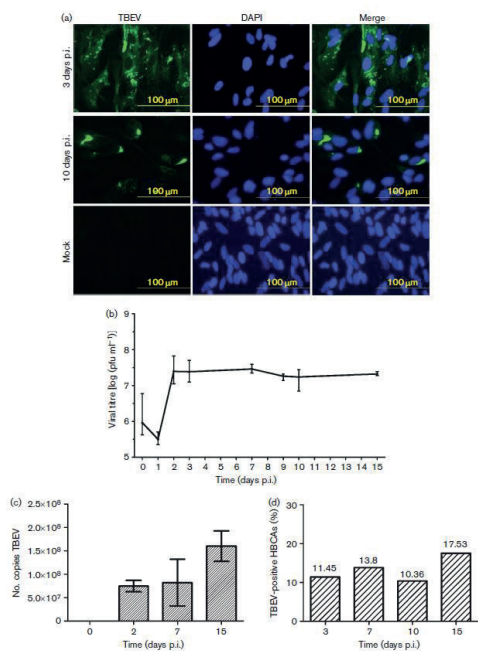 (a)
TBEV DAPI Merge
3 days p.i.
100 µm 100 µm 100 µm
10 days p.i.
100 µm 100 µm 100 µm
Mock
100 µm 100 µm 100 µm
(b)
Viral titre [log (pfu ml⁻¹)]
9
8
7
6
5
0 1 2 3 4 5 6 7 8 9 10 11 12 13 14 15
Time (days p.i.)
(c)
No. copies TBEV
2.5×10⁸
2.0×10⁸
1.5×10⁸
1.0×10⁸
5.0×10⁷
0 2 7 15
Time (days p.i.)
(d)
TBEV-positive HBCAs (%)
30
20
10
0
11.45 13.8 10.36 17.53
3 7 10 15
Time (days p.i.)